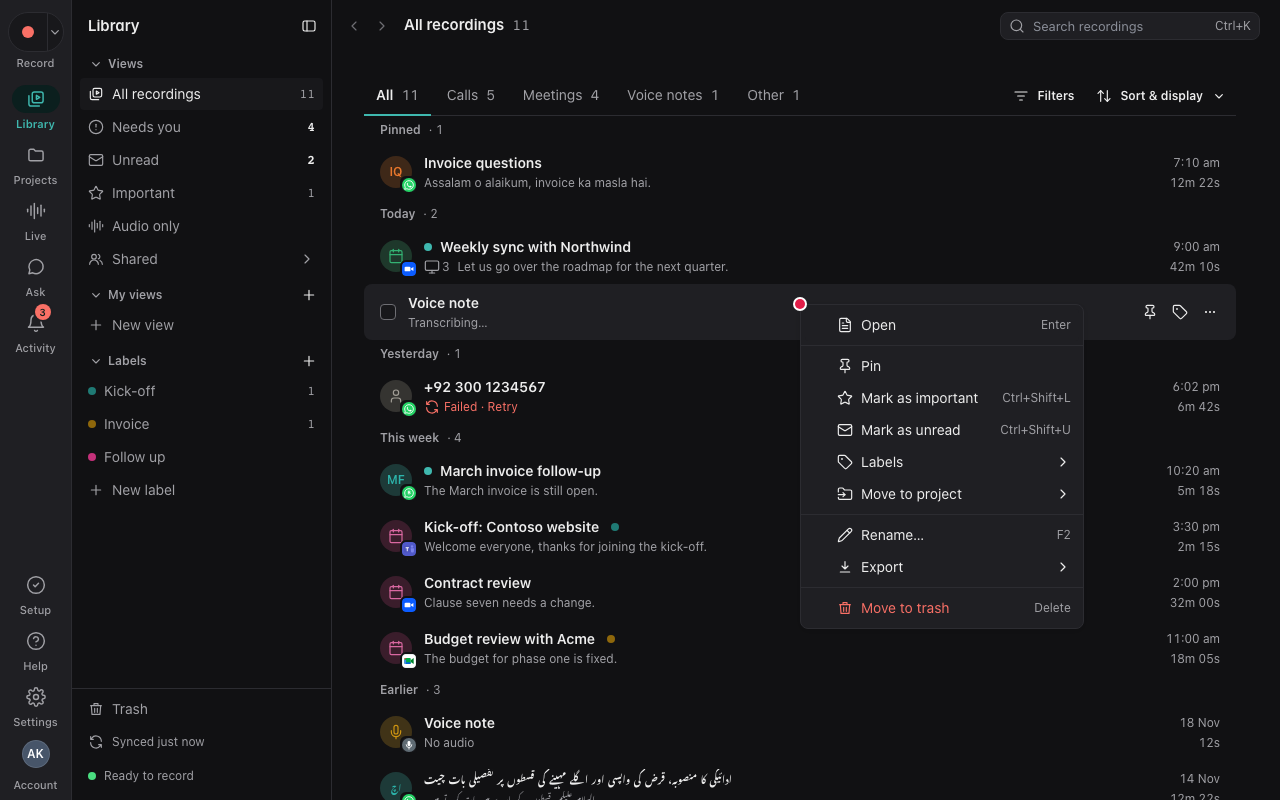 Record
Library
Projects
Live
Ask
3
Activity
Setup
Help
Settings
AK
Account
Library
Views
All recordings 11
Needs you 4
Unread 2
Important 1
Audio only
Shared
My views
New view
Labels
Kick-off 1
Invoice 1
Follow up
New label
Trash
Synced just now
Ready to record
All recordings 11
Search recordings Ctrl+K
All 11 Calls 5 Meetings 4 Voice notes 1 Other 1
Filters Sort & display
Pinned · 1
IQ Invoice questions 7:10 am
Assalam o alaikum, invoice ka masla hai. 12m 22s
Today · 2
Weekly sync with Northwind 9:00 am
3 Let us go over the roadmap for the next quarter. 42m 10s
Voice note
Transcribing...
Yesterday · 1
+92 300 1234567 6:02 pm
Failed · Retry 6m 42s
This week · 4
MF March invoice follow-up 10:20 am
The March invoice is still open. 5m 18s
Kick-off: Contoso website 3:30 pm
Welcome everyone, thanks for joining the kick-off. 2m 15s
Contract review 2:00 pm
Clause seven needs a change. 32m 00s
Budget review with Acme 11:00 am
The budget for phase one is fixed. 18m 05s
Earlier · 3
Voice note 18 Nov
No audio 12s
ادائیگی کا منصوبہ، قرض کی واپسی اور اگلے مہینے کی قسطوں پر تفصیلی بات چیت 14 Nov
12m 22s
Open Enter
Pin
Mark as important Ctrl+Shift+L
Mark as unread Ctrl+Shift+U
Labels
Move to project
Rename... F2
Export
Move to trash Delete